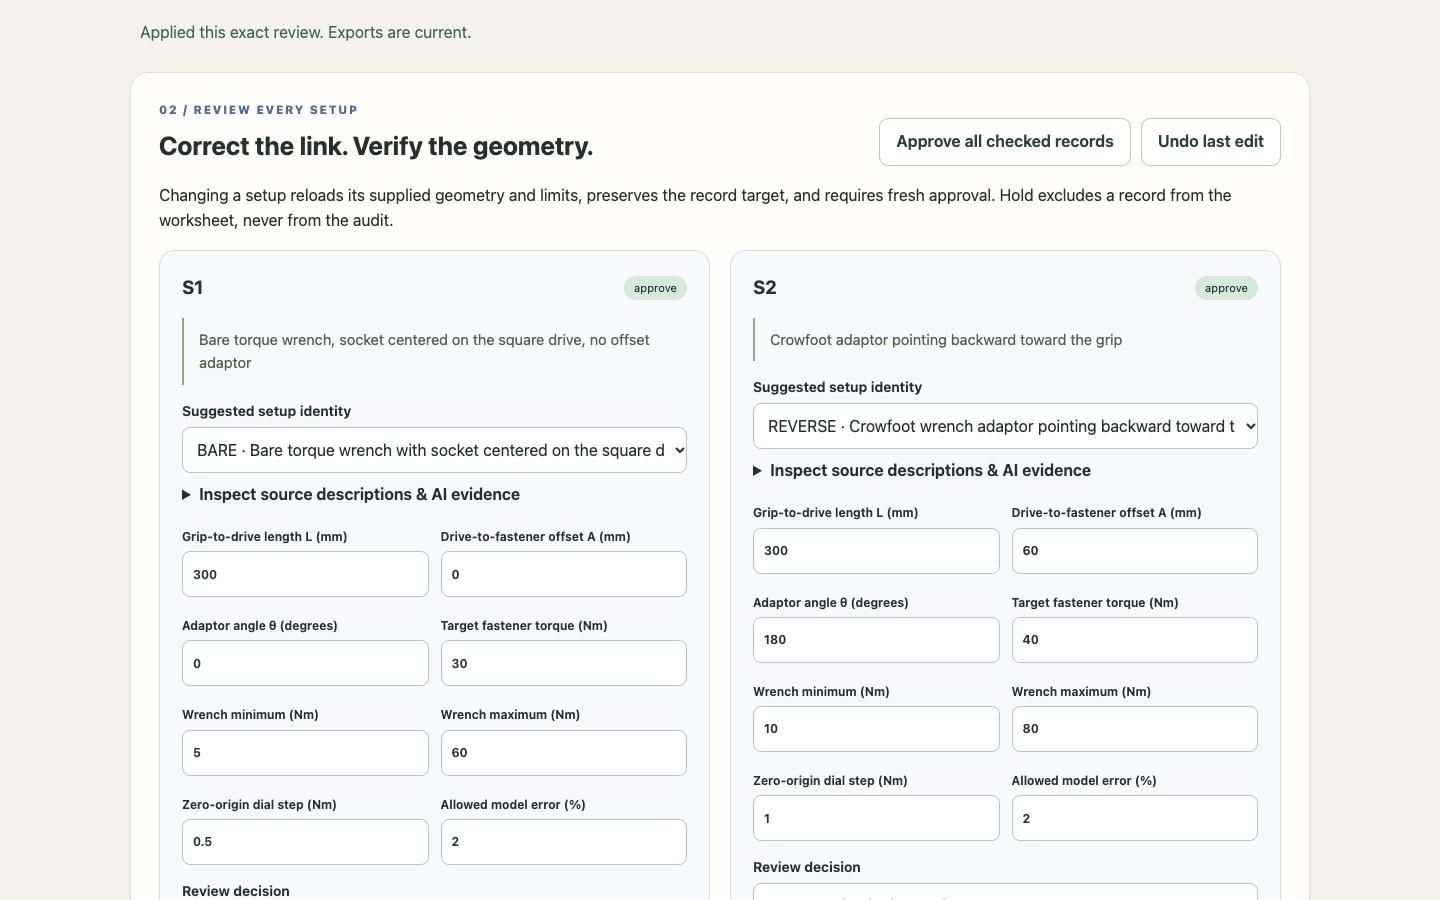 Applied this exact review. Exports are current.
02 / REVIEW EVERY SETUP
Correct the link. Verify the geometry.
Approve all checked records
Undo last edit
Changing a setup reloads its supplied geometry and limits, preserves the record target, and requires fresh approval. Hold excludes a record from the
worksheet, never from the audit.
S1
approve
Bare torque wrench, socket centered on the square drive, no offset
adaptor
Suggested setup identity
BARE · Bare torque wrench with socket centered on the square d
Inspect source descriptions & AI evidence
Grip-to-drive length L (mm)
Drive-to-fastener offset A (mm)
300
0
Adaptor angle θ (degrees)
Target fastener torque (Nm)
0
30
Wrench minimum (Nm)
Wrench maximum (Nm)
5
60
Zero-origin dial step (Nm)
Allowed model error (%)
0.5
2
Review decision
S2
approve
Crowfoot adaptor pointing backward toward the grip
Suggested setup identity
REVERSE · Crowfoot wrench adaptor pointing backward toward t
Inspect source descriptions & AI evidence
Grip-to-drive length L (mm)
Drive-to-fastener offset A (mm)
300
60
Adaptor angle θ (degrees)
Target fastener torque (Nm)
180
40
Wrench minimum (Nm)
Wrench maximum (Nm)
10
80
Zero-origin dial step (Nm)
Allowed model error (%)
1
2
Review decision